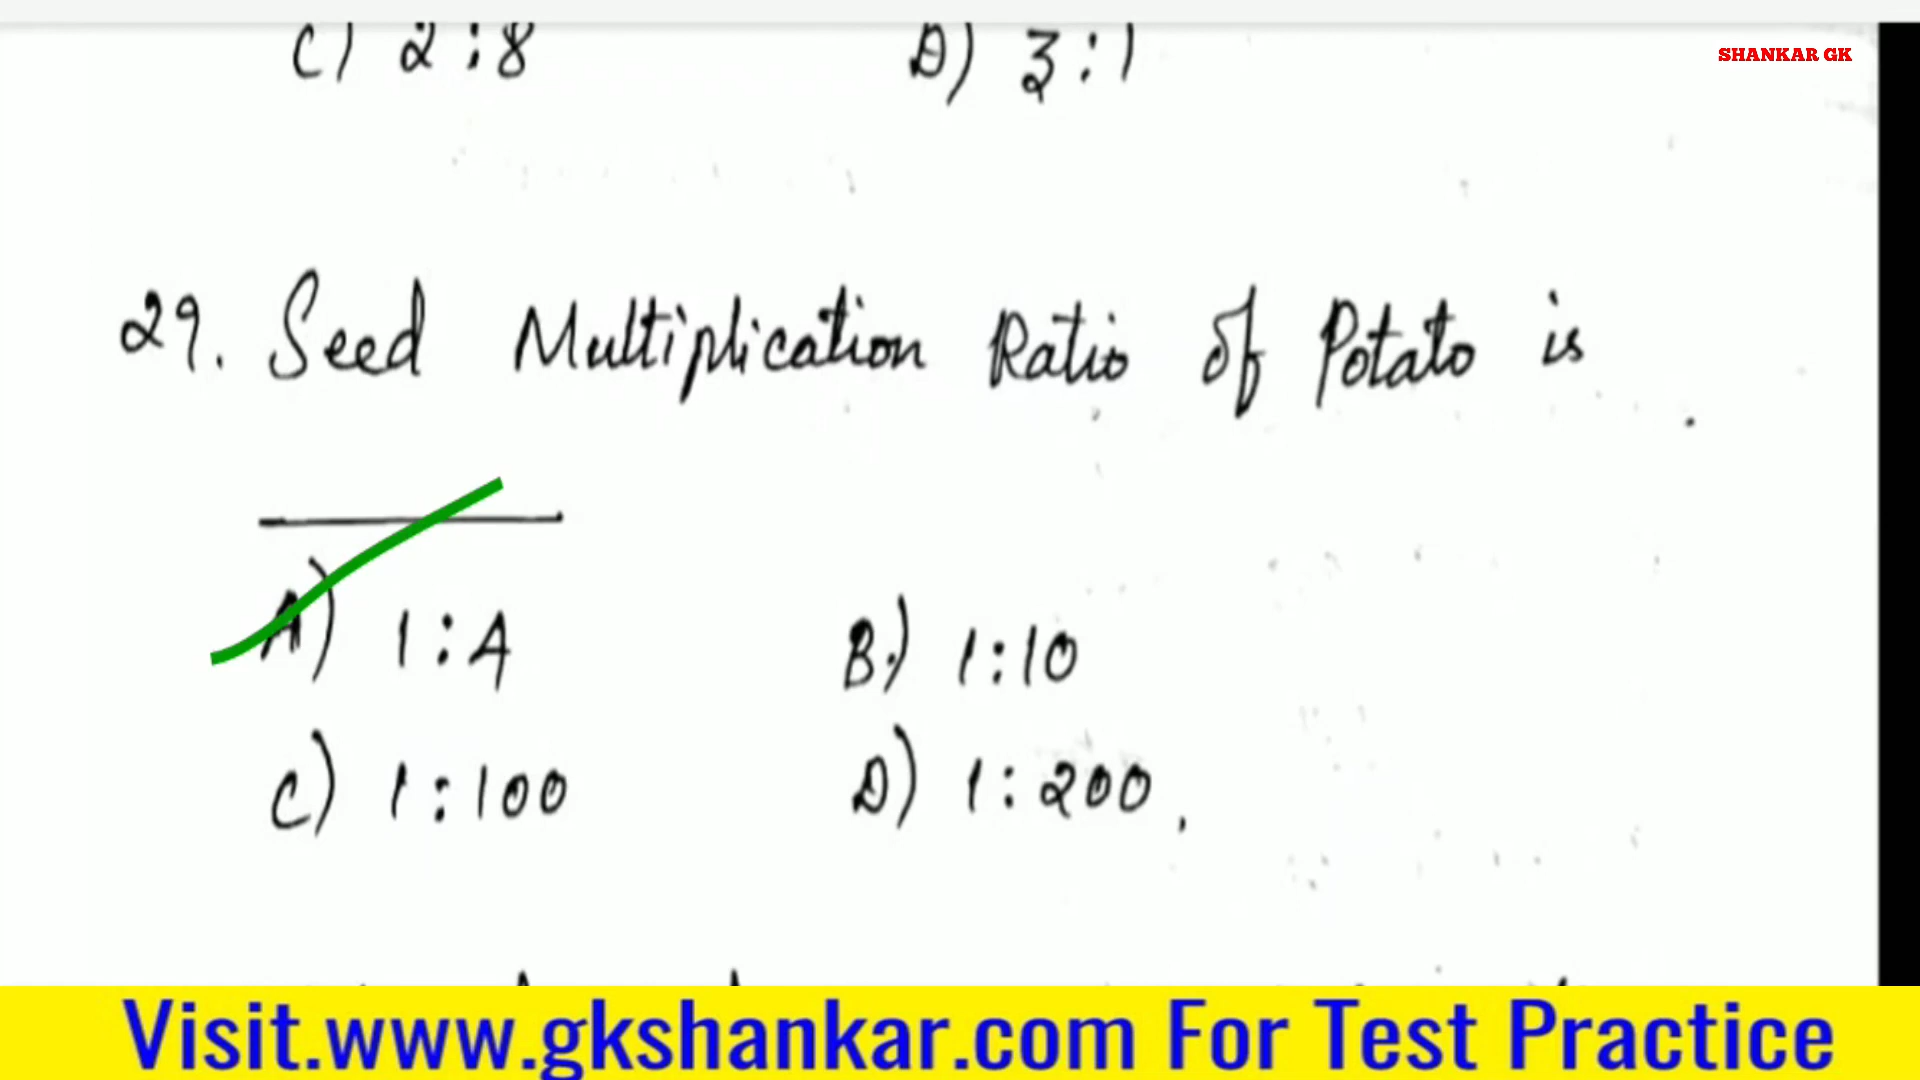 C) 2:8 D) 3:1
SHANKAR GK
29. Seed Multiplication Ratio of Potato is
A) 1:4 B.) 1:10
C) 1:100 D) 1:200.
Visit.www.gkshankar.com For Test Practice